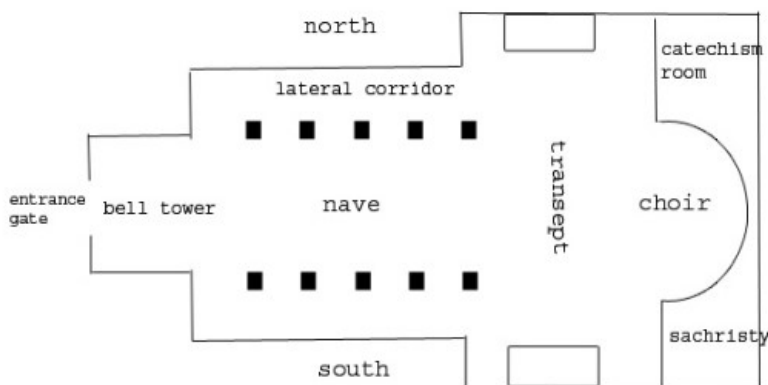 north
catechism
room
lateral corridor
transept
entrance
gate
bell tower
nave
choir
sachristy
south